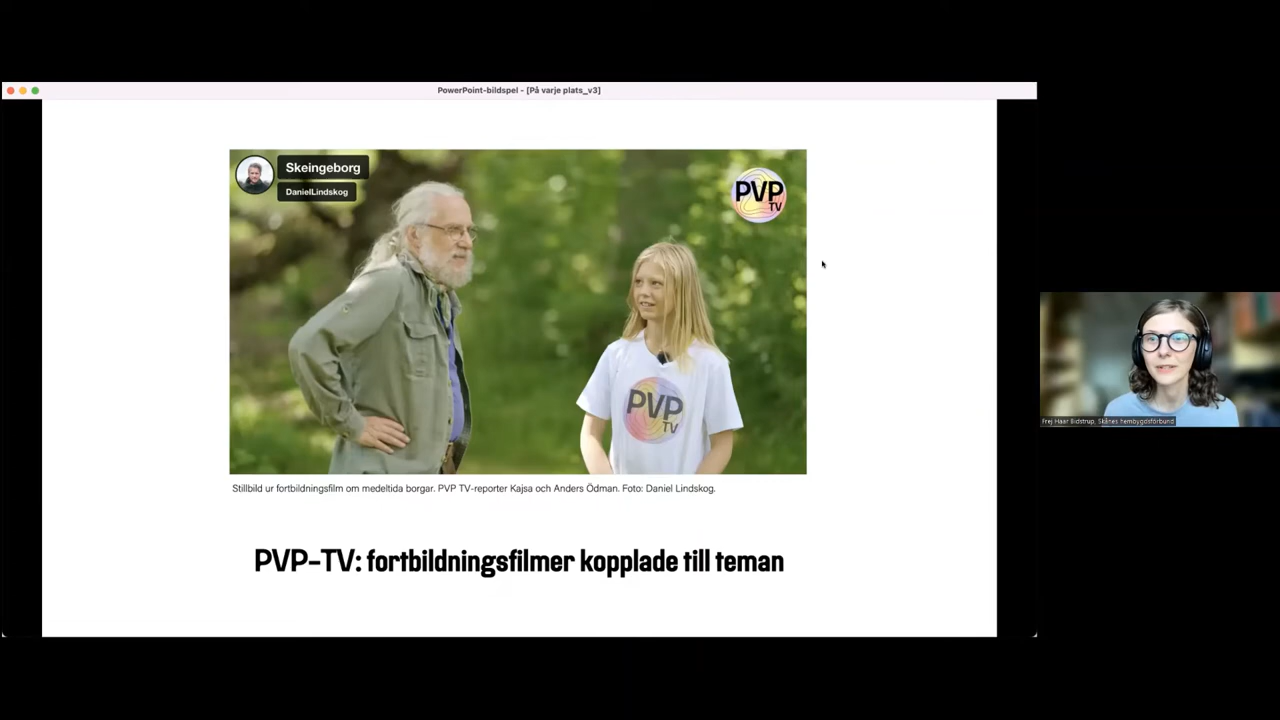 PowerPoint-bildspel - [På varje plats_v3]
Skeingeborg
DanielLindskog
PVP
TV
PVP
TV
Frej Haar Bidstrup, Skånes hembygdsförbund
Stillbild ur fortbildningsfilm om medeltida borgar. PVP TV-reporter Kajsa och Anders Ödman. Foto: Daniel Lindskog.
PVP-TV: fortbildningsfilmer kopplade till teman